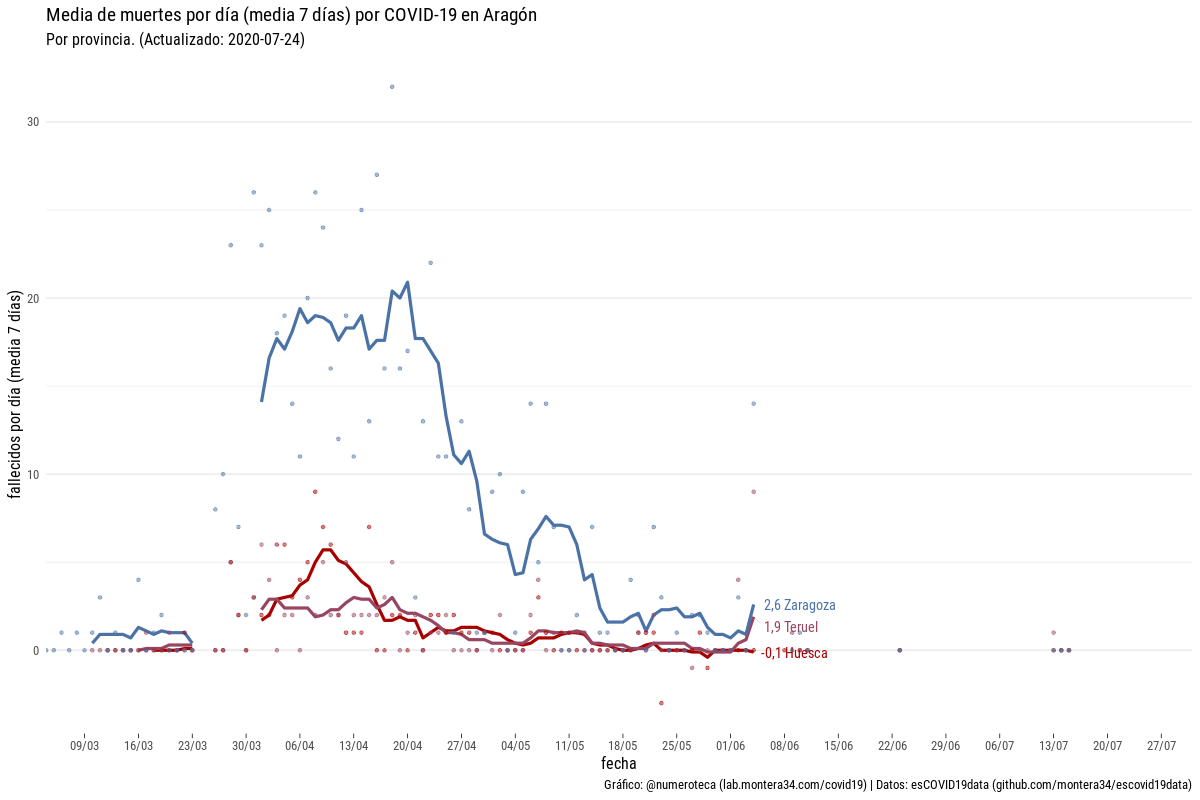 Media de muertes por día (media 7 días) por COVID-19 en Aragón
Por provincia. (Actualizado: 2020-07-24)
fallecidos por día (media 7 días)
30
20
10
0
2,6 Zaragoza
1,9 Teruel
-0,1 Huesca
09/03 16/03 23/03 30/03 06/04 13/04 20/04 27/04 04/05 11/05 18/05 25/05 01/06 08/06 15/06 22/06 29/06 06/07 13/07 20/07 27/07
fecha
Gráfico: @numeroteca (lab.montera34.com/covid19) | Datos: esCOVID19data (github.com/montera34/escovid19data)